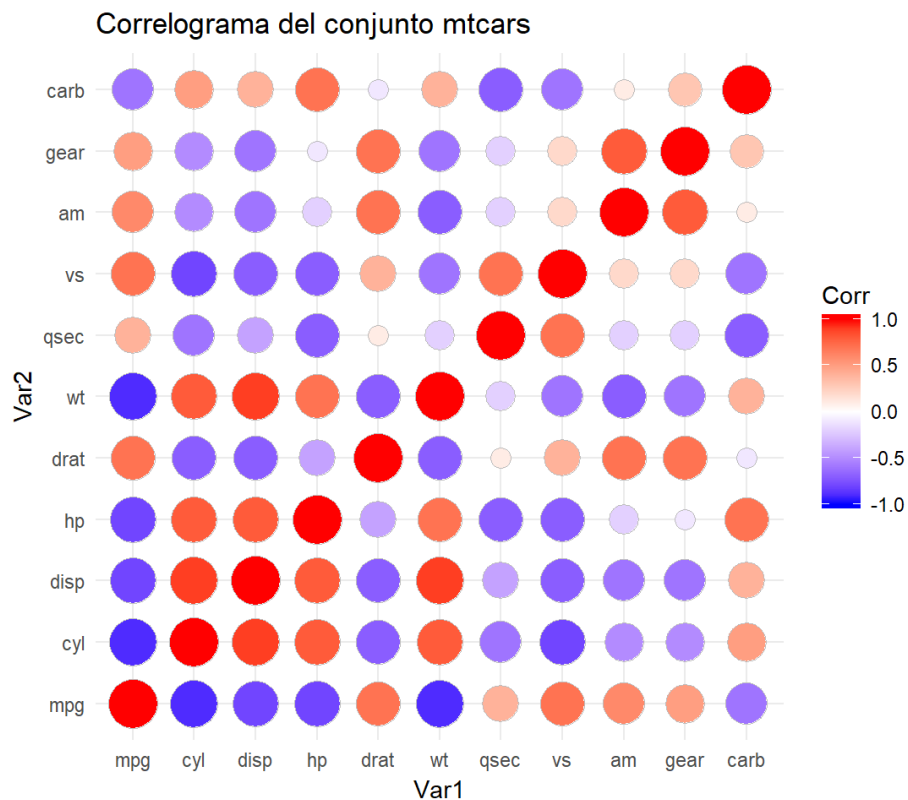 Correlograma del conjunto mtcars
Var2
carb
gear
am
vs
qsec
wt
drat
hp
disp
cyl
mpg
mpg cyl disp hp drat wt qsec vs am gear carb
Var1
Corr
1.0
0.5
0.0
-0.5
-1.0